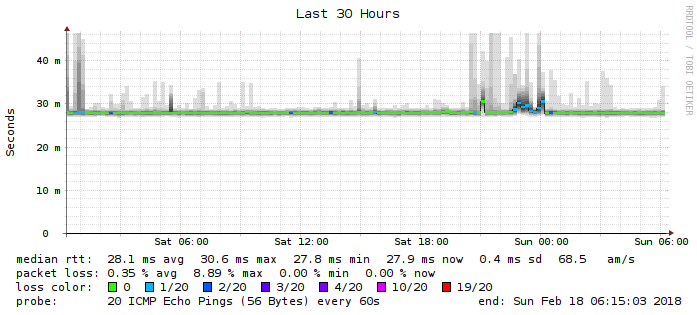 Last 30 Hours
RRDTOOL / TOBI OETIKER
Seconds
40 m
30 m
20 m
10 m
0
Sat 06:00 Sat 12:00 Sat 18:00 Sun 00:00 Sun 06:00
median rtt: 28.1 ms avg 30.6 ms max 27.8 ms min 27.9 ms now 0.4 ms sd 68.5 am/s
packet loss: 0.35 % avg 8.89 % max 0.00 % min 0.00 % now
loss color: 0 1/20 2/20 3/20 4/20 10/20 19/20
probe: 20 ICMP Echo Pings (56 Bytes) every 60s end: Sun Feb 18 06:15:03 2018